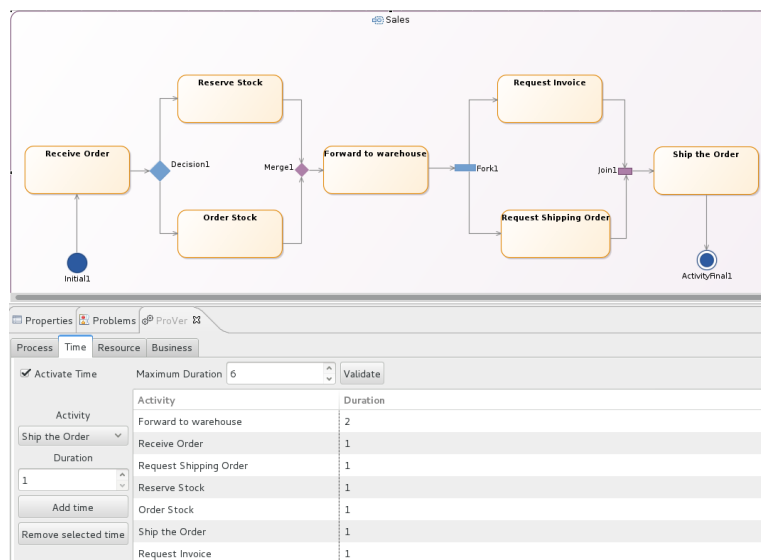 Sales
Reserve Stock
Request Invoice
Receive Order
Decision1
Merge1
Forward to warehouse
Fork1
Join1
Ship the Order
Order Stock
Request Shipping Order
Initial1
ActivityFinal1
Properties Problems ProVer
Process Time Resource Business
Activate Time Maximum Duration 6 Validate
Activity Duration
Activity
Ship the Order
Duration
1
Add time
Remove selected time
Forward to warehouse 2
Receive Order 1
Request Shipping Order 1
Reserve Stock 1
Order Stock 1
Ship the Order 1
Request Invoice 1